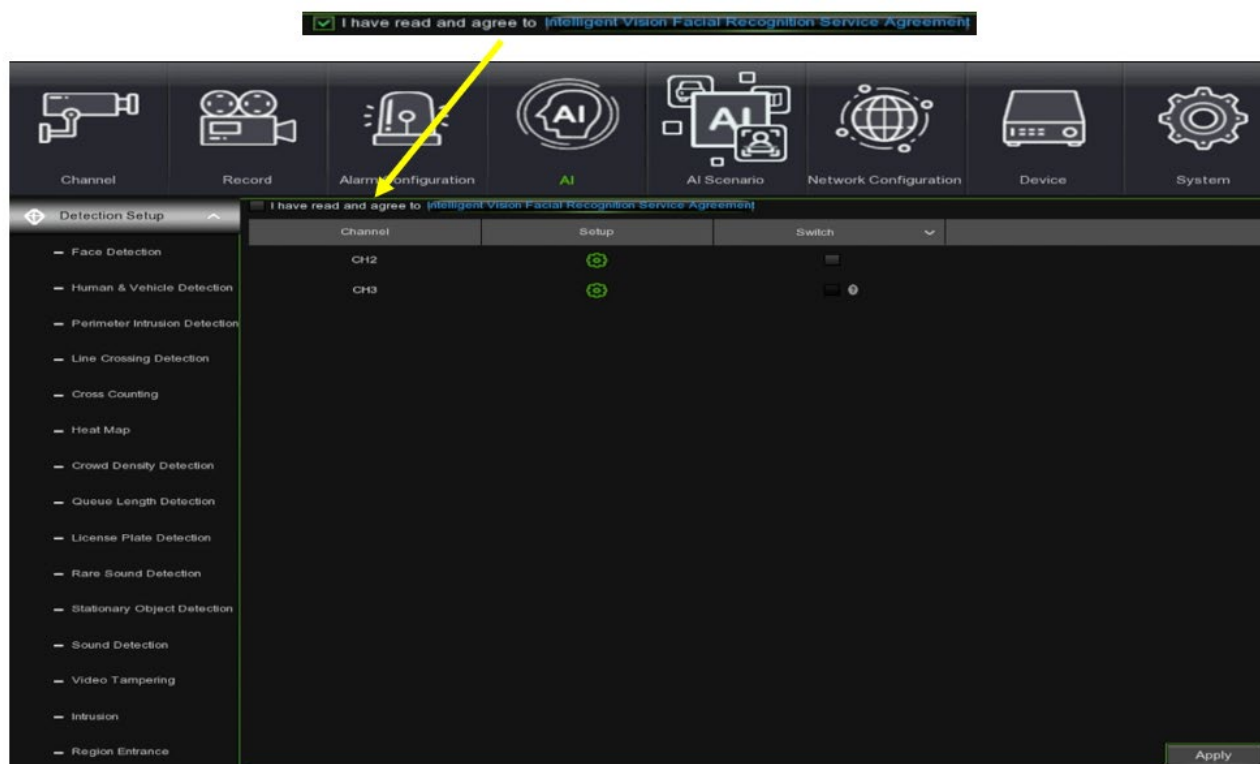 I have read and agree to Intelligent Vision Facial Recognition Service Agreement
AI
AI
Channel
Record
Alarm Configuration
AI
AI Scenario
Network Configuration
Device
System
Detection Setup
I have read and agree to Intelligent Vision Facial Recognition Service Agreement
Channel
Setup
Switch
Face Detection
CH2
Human & Vehicle Detection
CH3
Perimeter Intrusion Detection
Line Crossing Detection
Cross Counting
Heat Map
Crowd Density Detection
Queue Length Detection
License Plate Detection
Rare Sound Detection
Stationary Object Detection
Sound Detection
Video Tampering
Intrusion
Region Entrance
Apply